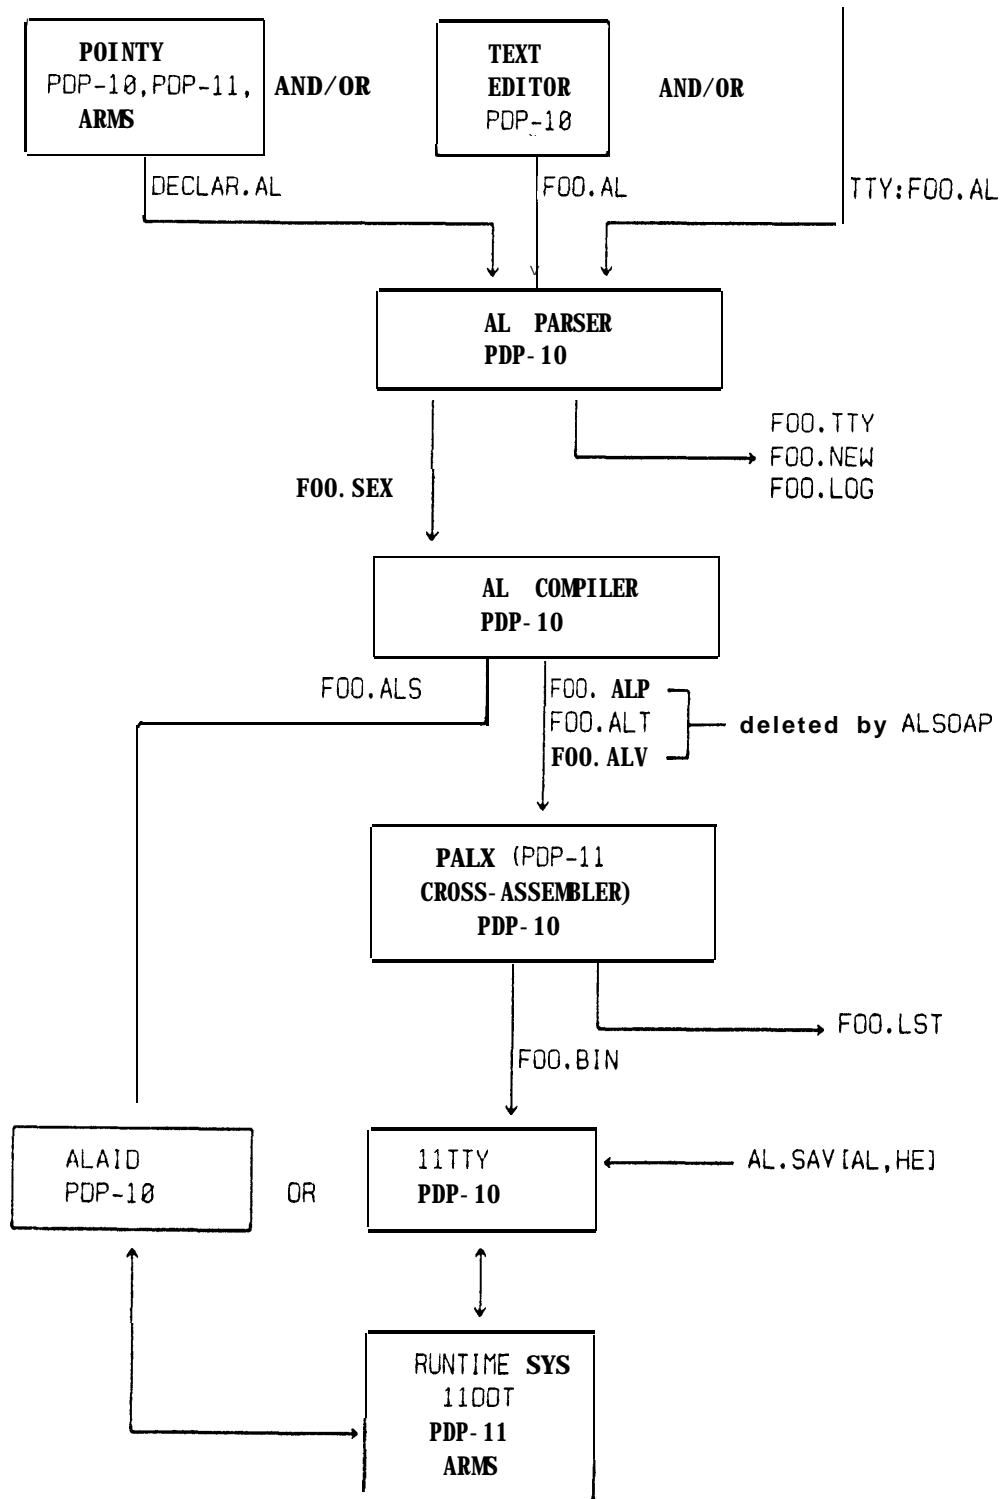 POINTY
PDP-10,PDP-11,
ARMS
AND/OR
TEXT
EDITOR
PDP-10
AND/OR
DECLAR.AL
FOO.AL
TTY:FOO.AL
AL PARSER
PDP-10
FOO.TTY
FOO.NEW
FOO.LOG
FOO.SEX
AL COMPILER
PDP-10
FOO.ALS
FOO. ALP
FOO.ALT
FOO. ALV
deleted by ALSOAP
PALX (PDP-11
CROSS-ASSEMBLER)
PDP-10
FOO.LST
FOO.BIN
ALAID
PDP-10
OR
11TTY
PDP-10
AL.SAV[AL,HE]
RUNTIME SYS
11DDT
PDP-11
ARMS